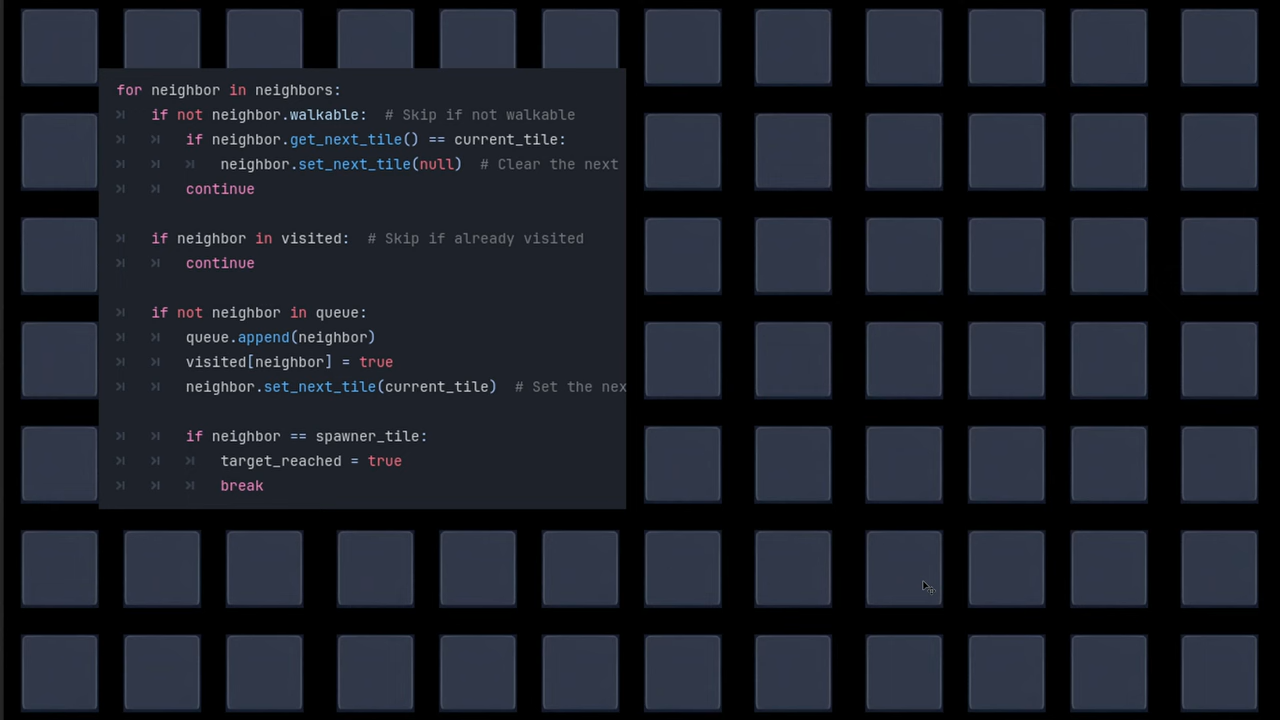 for neighbor in neighbors:
if not neighbor.walkable:  # Skip if not walkable
if neighbor.get_next_tile() == current_tile:
neighbor.set_next_tile(null)  # Clear the next
continue
if neighbor in visited:  # Skip if already visited
continue
if not neighbor in queue:
queue.append(neighbor)
visited[neighbor] = true
neighbor.set_next_tile(current_tile)  # Set the nex
if neighbor == spawner_tile:
target_reached = true
break